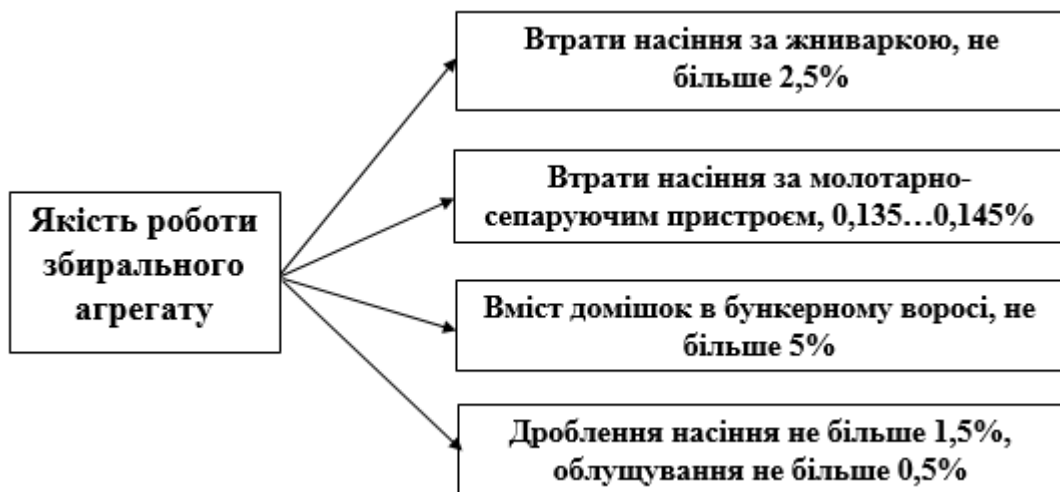 Якість роботи
збирального
агрегату
Втрати насіння за жниваркою, не
більше 2,5%
Втрати насіння за молотарно-
сепаруючим пристроєм, 0,135…0,145%
Вміст домішок в бункерному воросі, не
більше 5%
Дроблення насіння не більше 1,5%,
облущування не більше 0,5%